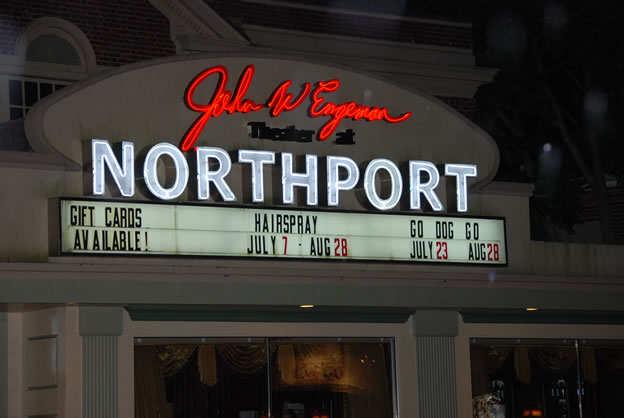 John W Engeman
Theater at
NORTHPORT
GIFT CARDS HAIRSPRAY GO DOG GO
AVAILABLE! JULY 7 - AUG 28 JULY 23 AUG 28